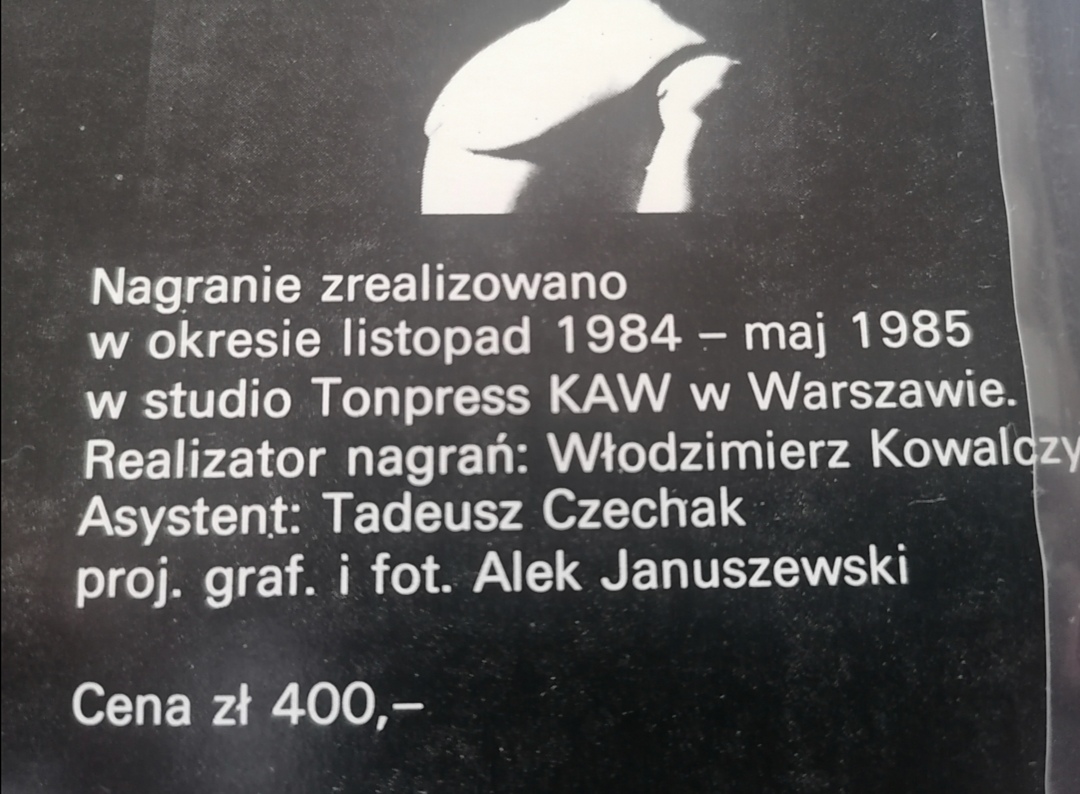 Nagranie zrealizowano
w okresie listopad 1984 – maj 1985
w studio Tonpress KAW w Warszawie.
Realizator nagrań: Włodzimierz Kowalczy
Asystent: Tadeusz Czechak
proj. graf. i fot. Alek Januszewski
Cena zł 400,–